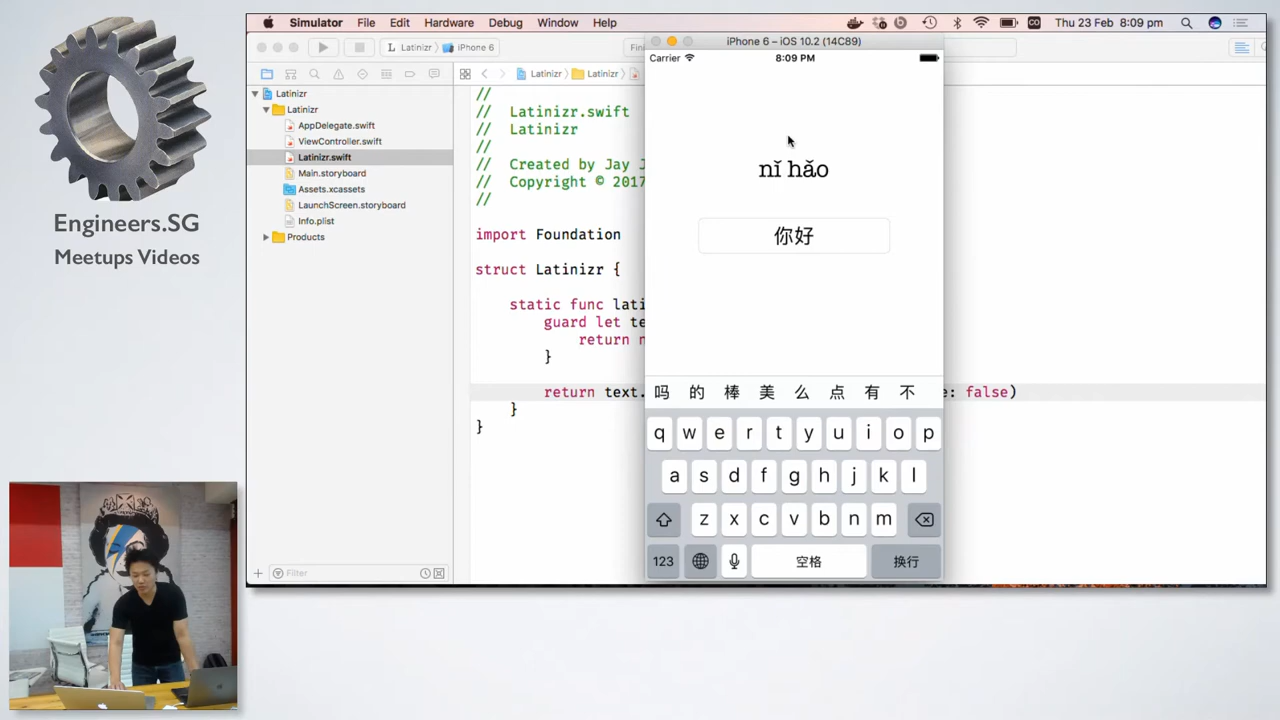 Engineers.SG
Meetups Videos
Simulator File Edit Hardware Debug Window Help
Thu 23 Feb 8:09 pm
Latinizr iPhone 6
Latinizr
Latinizr
AppDelegate.swift
ViewController.swift
Latinizr.swift
Main.storyboard
Assets.xcassets
LaunchScreen.storyboard
Info.plist
Products
Filter
Latinizr Latinizr
//
// Latinizr.swift
// Latinizr
//
// Created by Jay
// Copyright © 2017
//
import Foundation
struct Latinizr {
static func lati
guard let te
return n
}
return text. e: false)
}
}
iPhone 6 – iOS 10.2 (14C89)
Carrier 8:09 PM
nǐ hǎo
你好
吗 的 棒 美 么 点 有 不
q w e r t y u i o p
a s d f g h j k l
z x c v b n m
123 空格 换行